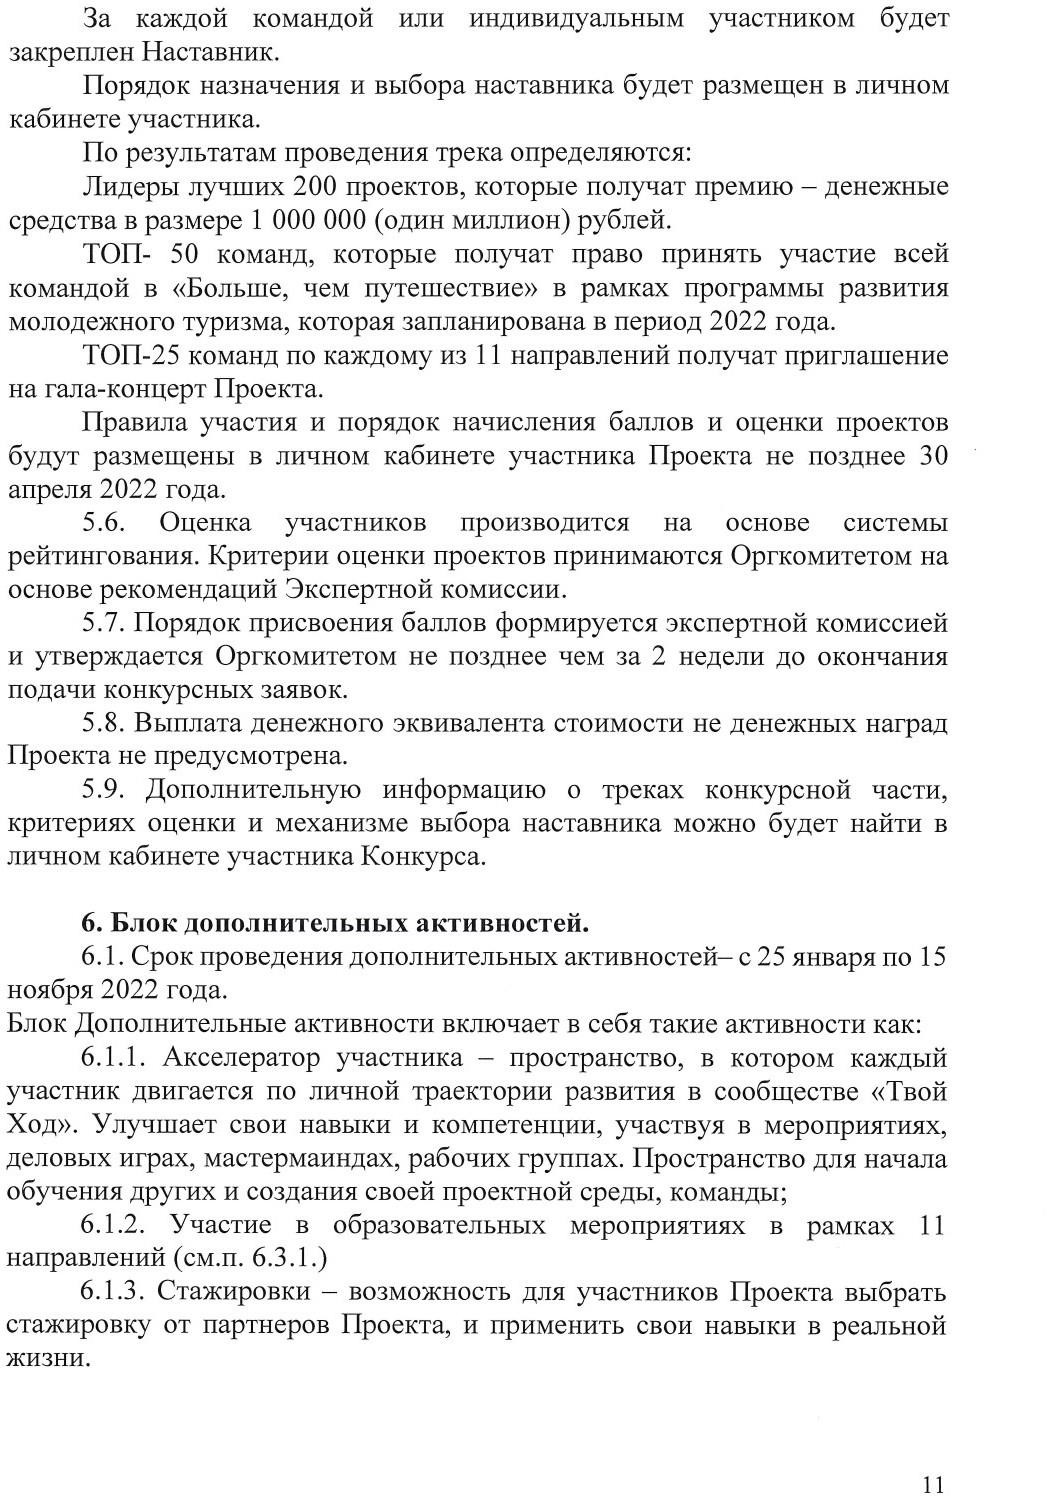 За каждой командой или индивидуальным участником будет
закреплен Наставник.
Порядок назначения и выбора наставника будет размещен в личном
кабинете участника.
По результатам проведения трека определяются:
Лидеры лучших 200 проектов, которые получат премию – денежные
средства в размере 1 000 000 (один миллион) рублей.
ТОП- 50 команд, которые получат право принять участие всей
командой в «Больше, чем путешествие» в рамках программы развития
молодежного туризма, которая запланирована в период 2022 года.
ТОП-25 команд по каждому из 11 направлений получат приглашение
на гала-концерт Проекта.
Правила участия и порядок начисления баллов и оценки проектов
будут размещены в личном кабинете участника Проекта не позднее 30
апреля 2022 года.
5.6. Оценка участников производится на основе системы
рейтингования. Критерии оценки проектов принимаются Оргкомитетом на
основе рекомендаций Экспертной комиссии.
5.7. Порядок присвоения баллов формируется экспертной комиссией
и утверждается Оргкомитетом не позднее чем за 2 недели до окончания
подачи конкурсных заявок.
5.8. Выплата денежного эквивалента стоимости не денежных наград
Проекта не предусмотрена.
5.9. Дополнительную информацию о треках конкурсной части,
критериях оценки и механизме выбора наставника можно будет найти в
личном кабинете участника Конкурса.
6. Блок дополнительных активностей.
6.1. Срок проведения дополнительных активностей– с 25 января по 15
ноября 2022 года.
Блок Дополнительные активности включает в себя такие активности как:
6.1.1. Акселератор участника – пространство, в котором каждый
участник двигается по личной траектории развития в сообществе «Твой
Ход». Улучшает свои навыки и компетенции, участвуя в мероприятиях,
деловых играх, мастермаиндах, рабочих группах. Пространство для начала
обучения других и создания своей проектной среды, команды;
6.1.2. Участие в образовательных мероприятиях в рамках 11
направлений (см.п. 6.3.1.)
6.1.3. Стажировки – возможность для участников Проекта выбрать
стажировку от партнеров Проекта, и применить свои навыки в реальной
жизни.
11